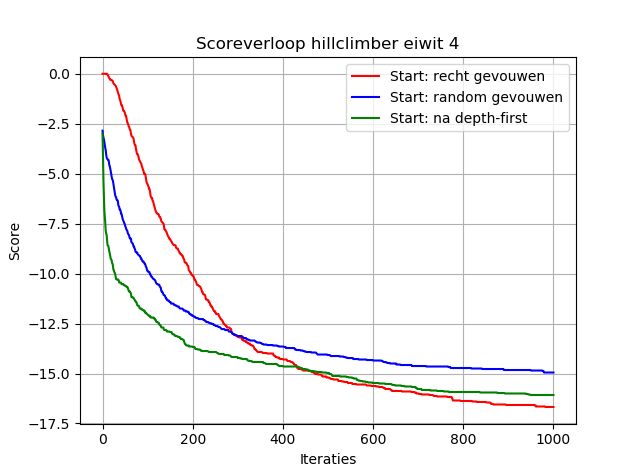 Scoreverloop hillclimber eiwit 4
Start: recht gevouwen
Start: random gevouwen
Start: na depth-first
0.0
−2.5
−5.0
−7.5
−10.0
−12.5
−15.0
−17.5
Score
0 200 400 600 800 1000
Iteraties